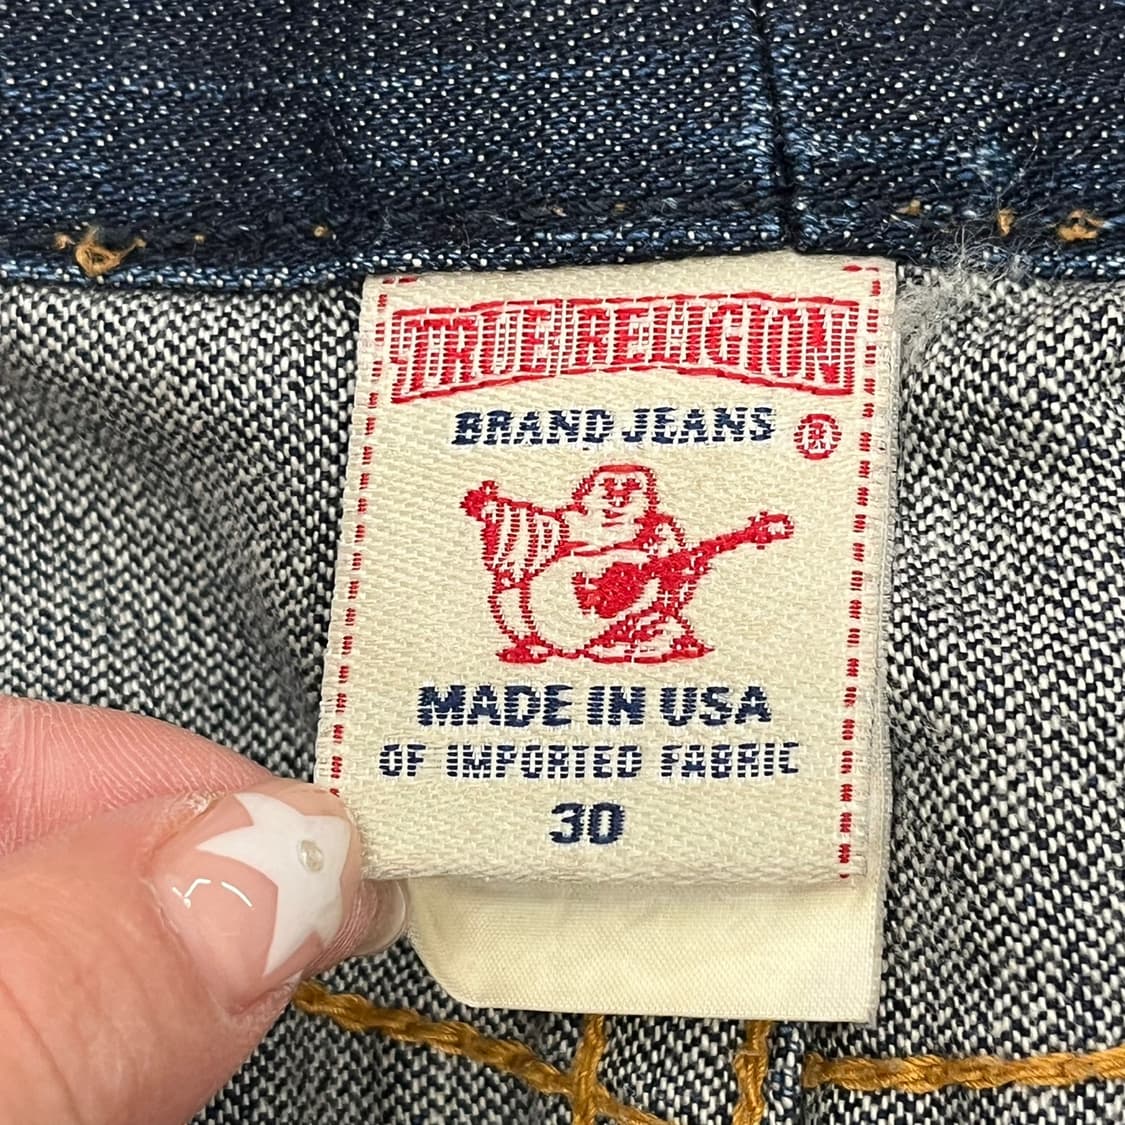 TRUE RELIGION
BRAND JEANS ®
MADE IN USA
OF IMPORTED FABRIC
30